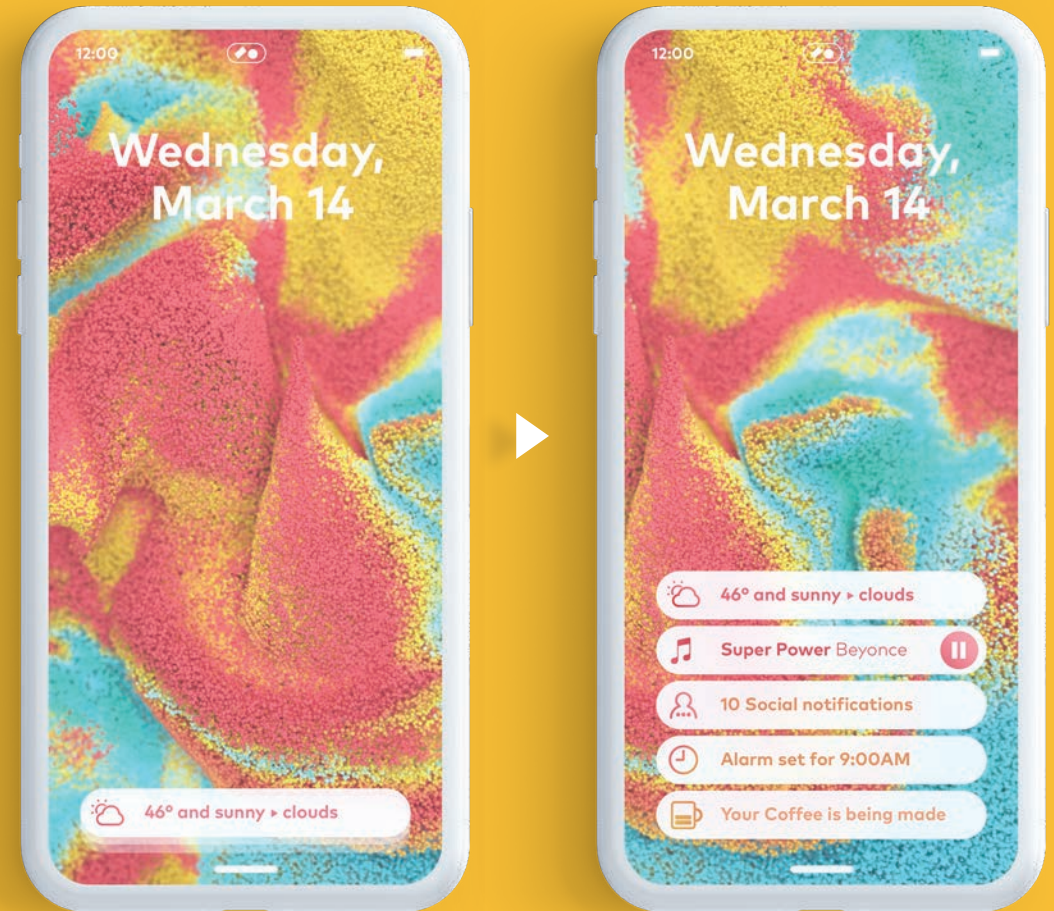 12:00
Wednesday,
March 14
46° and sunny ▸ clouds
12:00
Wednesday,
March 14
46° and sunny ▸ clouds
Super Power Beyonce
10 Social notifications
Alarm set for 9:00AM
Your Coffee is being made